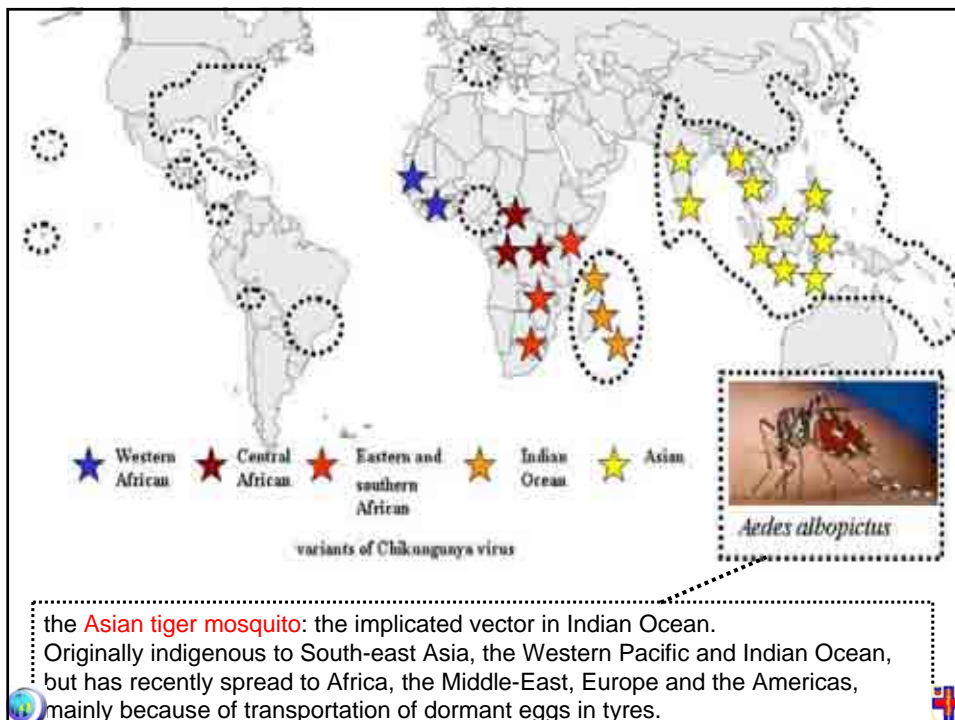 Western
African
Central
African
Eastern and
southern
African
Indian
Ocean
Asian
variants of Chikungunya virus
Aedes albopictus
the Asian tiger mosquito: the implicated vector in Indian Ocean.
Originally indigenous to South-east Asia, the Western Pacific and Indian Ocean,
but has recently spread to Africa, the Middle-East, Europe and the Americas,
mainly because of transportation of dormant eggs in tyres.